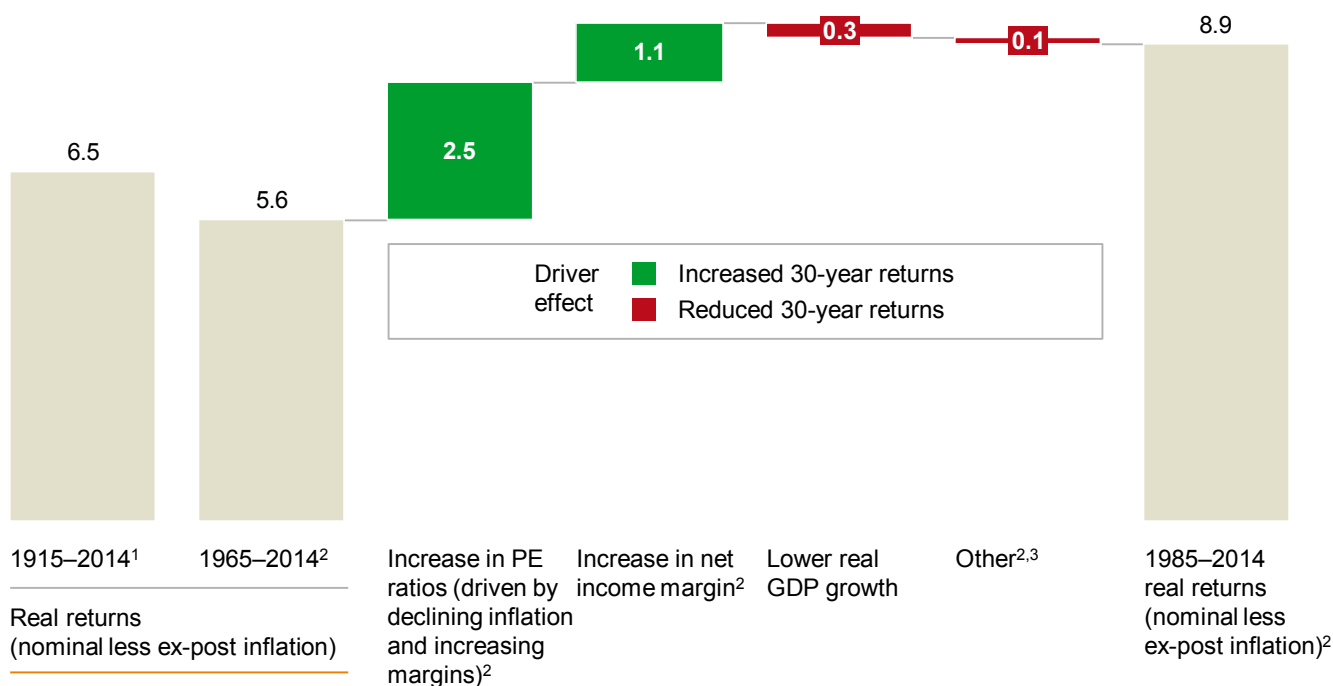 6.5
5.6
2.5
1.1
0.3
0.1
8.9
Driver
effect
Increased 30-year returns
Reduced 30-year returns
1915–2014¹
1965–2014²
Real returns
(nominal less ex-post inflation)
Increase in PE
ratios (driven by
declining inflation
and increasing
margins)²
Increase in net
income margin²
Lower real
GDP growth
Other²,³
1985–2014
real returns
(nominal less
ex-post inflation)²